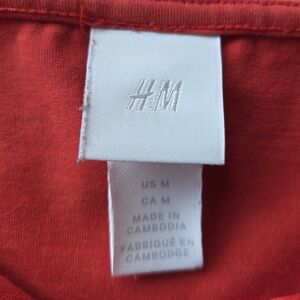 H&M
US M
CA M
MADE IN
CAMBODIA
FABRIQUÉ EN
CAMBODGE